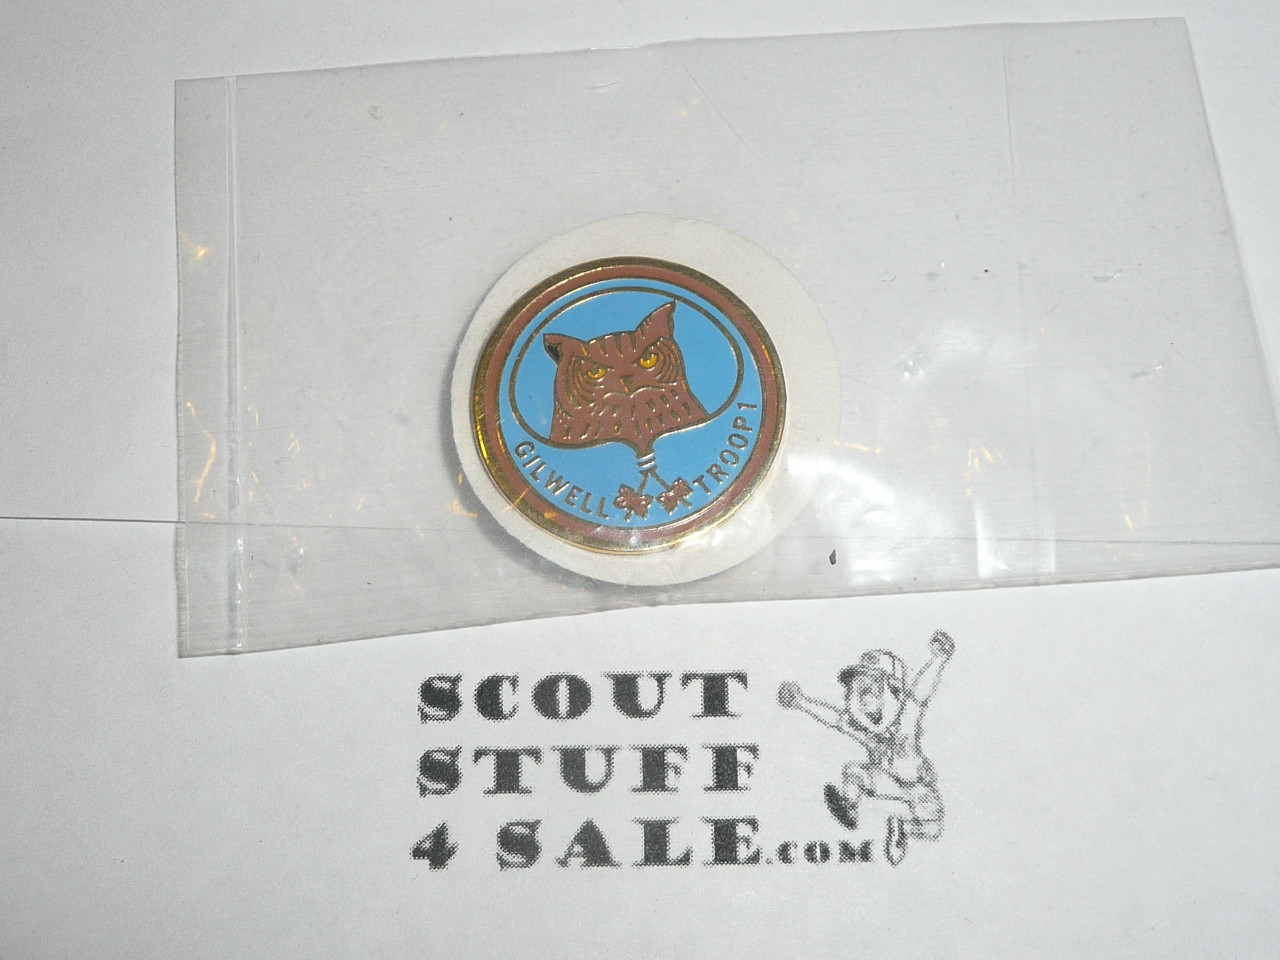 GILWELL TROOP 1
SCOUT
STUFF
4 SALE.COM